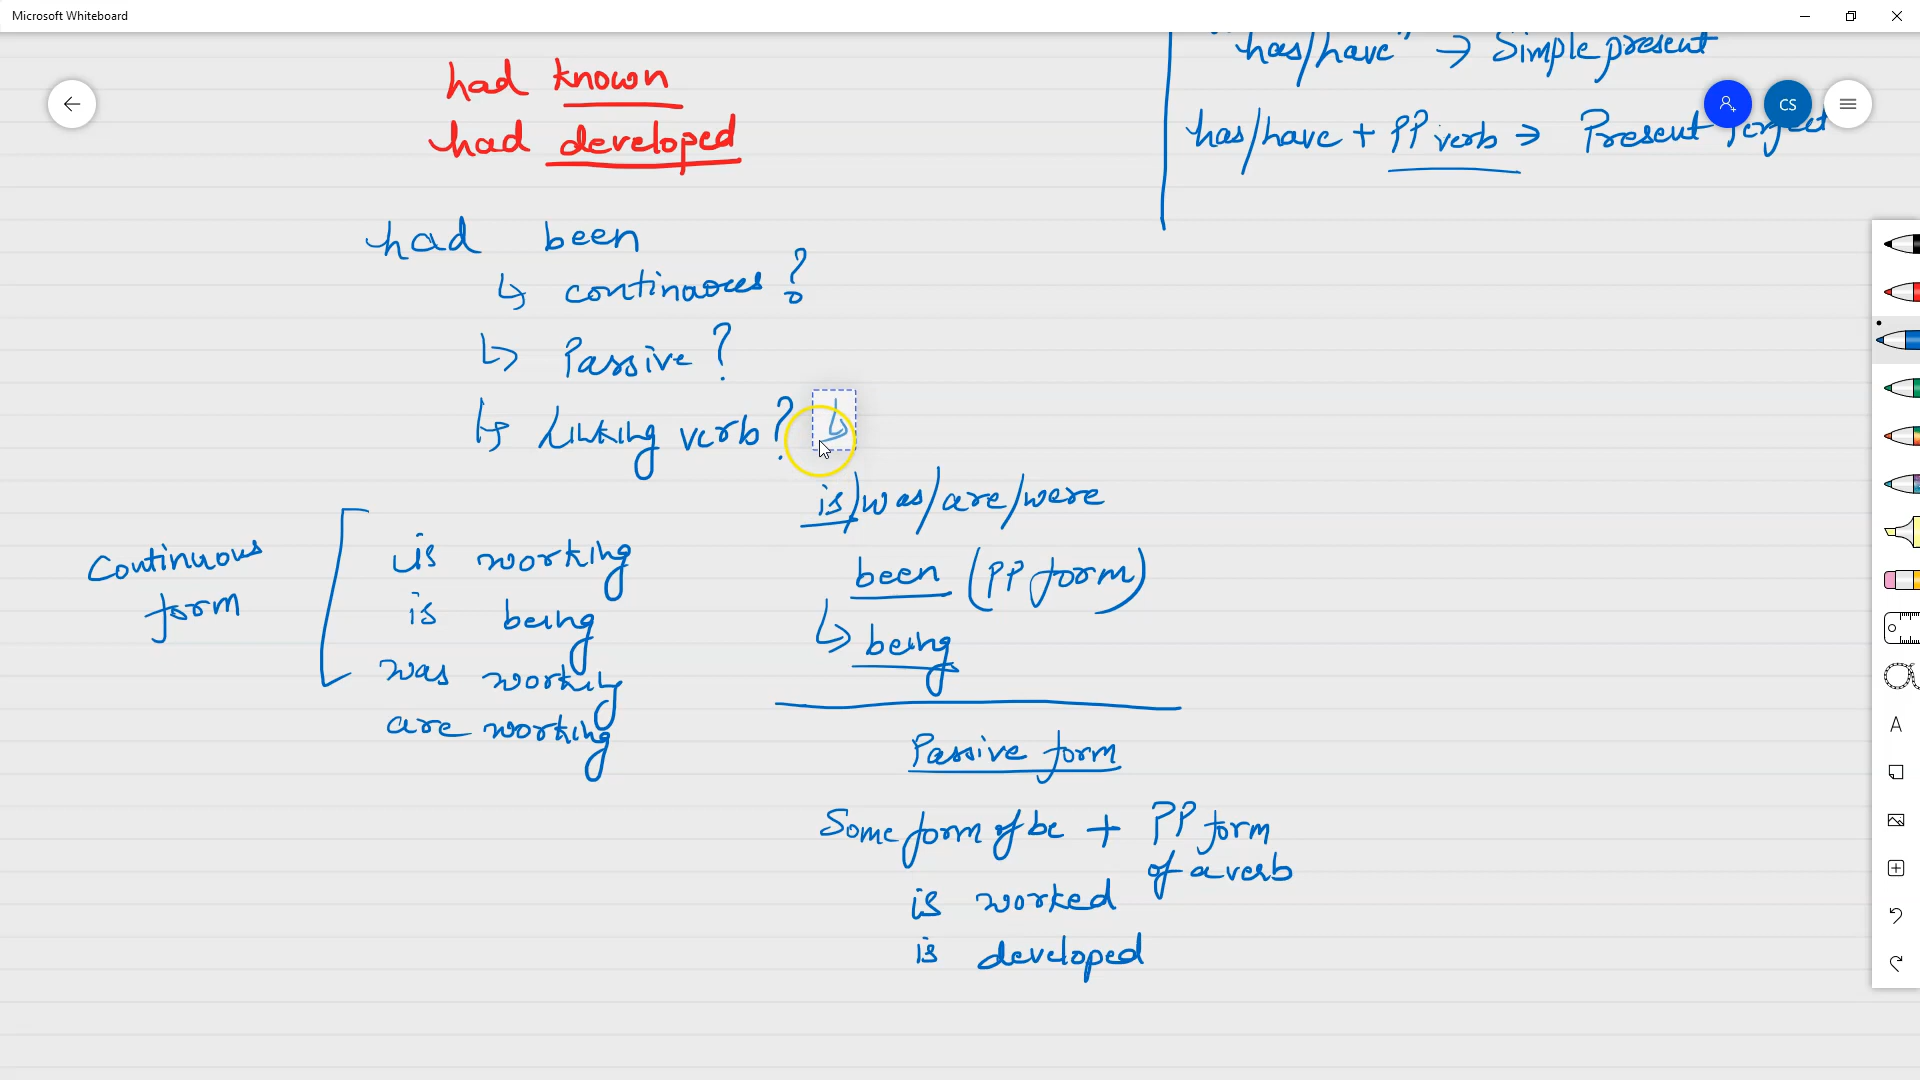 Microsoft Whiteboard
had known
had developed
"has/have" → Simple present
has/have + PP verb → Present Perfect
CS
had been
↳ continuous?
↳ Passive?
↳ Linking verb? ↳
is/was/are/were
been (PP form)
↳ being
Continuous form
is working
is being
was working
are working
Passive form
Some form of be + PP form
of a verb
is worked
is developed
A